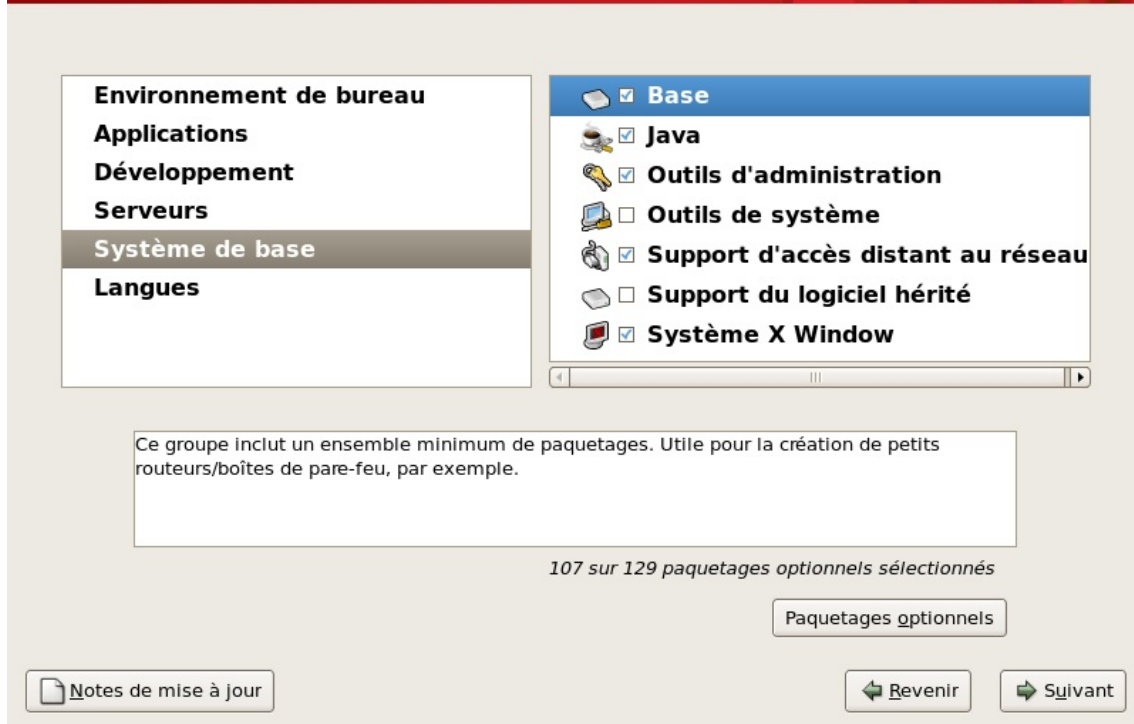 Environnement de bureau
Applications
Développement
Serveurs
Système de base
Langues
Base
Java
Outils d'administration
Outils de système
Support d'accès distant au réseau
Support du logiciel hérité
Système X Window
Ce groupe inclut un ensemble minimum de paquetages. Utile pour la création de petits
routeurs/boîtes de pare-feu, par exemple.
107 sur 129 paquetages optionnels sélectionnés
Paquetages optionnels
Notes de mise à jour
Revenir
Suivant